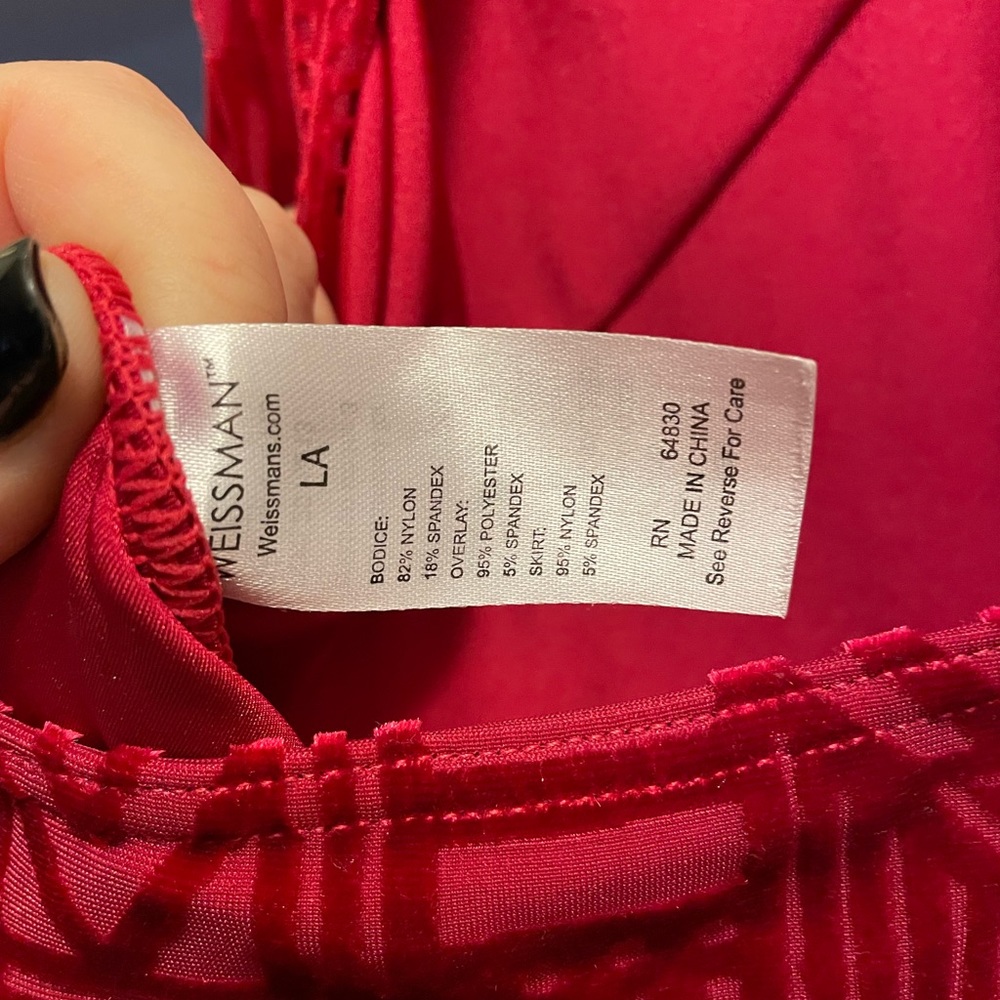 WEISSMAN™
Weissmans.com
LA
BODICE:
82% NYLON
18% SPANDEX
OVERLAY:
95% POLYESTER
5% SPANDEX
SKIRT:
95% NYLON
5% SPANDEX
RN 64830
MADE IN CHINA
See Reverse For Care